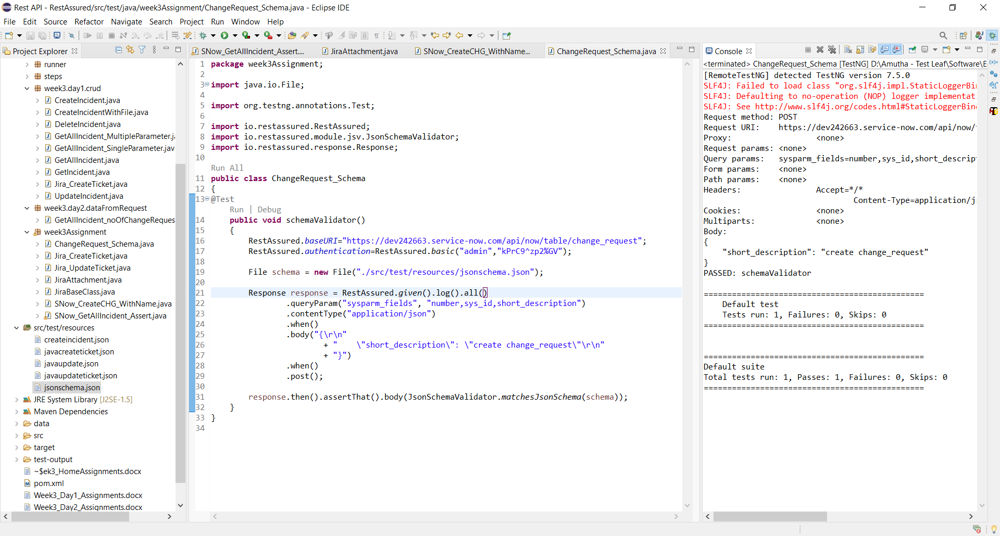 Rest API - RestAssured/src/test/java/week3Assignment/ChangeRequest_Schema.java - Eclipse IDE
File Edit Source Refactor Navigate Search Project Run Window Help
Project Explorer
runner
steps
week3.day1.crud
CreateIncident.java
CreateIncidentWithFile.java
DeleteIncident.java
GetAllIncident_MultipleParameter.ja
GetAllIncident_SingleParameter.jav
GetAllIncident.java
GetIncident.java
Jira_CreateTicket.java
UpdateIncident.java
week3.day2.dataFromRequest
GetAllIncident_noOfChangeReques
week3Assignment
ChangeRequest_Schema.java
Jira_CreateTicket.java
Jira_UpdateTicket.java
JiraAttachment.java
JiraBaseClass.java
SNow_CreateCHG_WithName.java
SNow_GetAllIncident_Assert.java
src/test/resources
createincident.json
javacreateticket.json
javaupdate.json
javaupdateticket.json
jsonschema.json
JRE System Library [J2SE-1.5]
Maven Dependencies
data
src
target
test-output
~$ek3_HomeAssignments.docx
pom.xml
Week3_Day1_Assignments.docx
Week3_Day2_Assignments.docx
SNow_GetAllIncident_Assert.... JiraAttachment.java SNow_CreateCHG_WithName... ChangeRequest_Schema.java
1 package week3Assignment;
2
3 import java.io.File;
4
5 import org.testng.annotations.Test;
6
7 import io.restassured.RestAssured;
8 import io.restassured.module.jsv.JsonSchemaValidator;
9 import io.restassured.response.Response;
10
Run All
11 public class ChangeRequest_Schema
12 {
13 @Test
Run | Debug
14 public void schemaValidator()
15 {
16 RestAssured.baseURI="https://dev242663.service-now.com/api/now/table/change_request";
17 RestAssured.authentication=RestAssured.basic("admin","kPrC9^zp2%GV");
18
19 File schema = new File("./src/test/resources/jsonschema.json");
20
21 Response response = RestAssured.given().log().all()
22 .queryParam("sysparm_fields", "number,sys_id,short_description")
23 .contentType("application/json")
24 .when()
25 .body("{\r\n"
26 + "    \"short_description\": \"create change_request\"\r\n"
27 + "}")
28 .when()
29 .post();
30
31 response.then().assertThat().body(JsonSchemaValidator.matchesJsonSchema(schema));
32 }
33 }
34
Console
<terminated> ChangeRequest_Schema [TestNG] D:\Amutha - Test Leaf\Software\E
[RemoteTestNG] detected TestNG version 7.5.0
SLF4J: Failed to load class "org.slf4j.impl.StaticLoggerBi
SLF4J: Defaulting to no-operation (NOP) logger implementat
SLF4J: See http://www.slf4j.org/codes.html#StaticLoggerBin
Request method: POST
Request URI: https://dev242663.service-now.com/api/now/
Proxy: <none>
Request params: <none>
Query params: sysparm_fields=number,sys_id,short_descrip
Form params: <none>
Path params: <none>
Headers: Accept=*/*
Content-Type=application/j
Cookies: <none>
Multiparts: <none>
Body:
{
"short_description": "create change_request"
}
PASSED: schemaValidator
===============================================
Default test
Tests run: 1, Failures: 0, Skips: 0
===============================================
===============================================
Default suite
Total tests run: 1, Passes: 1, Failures: 0, Skips: 0
===============================================